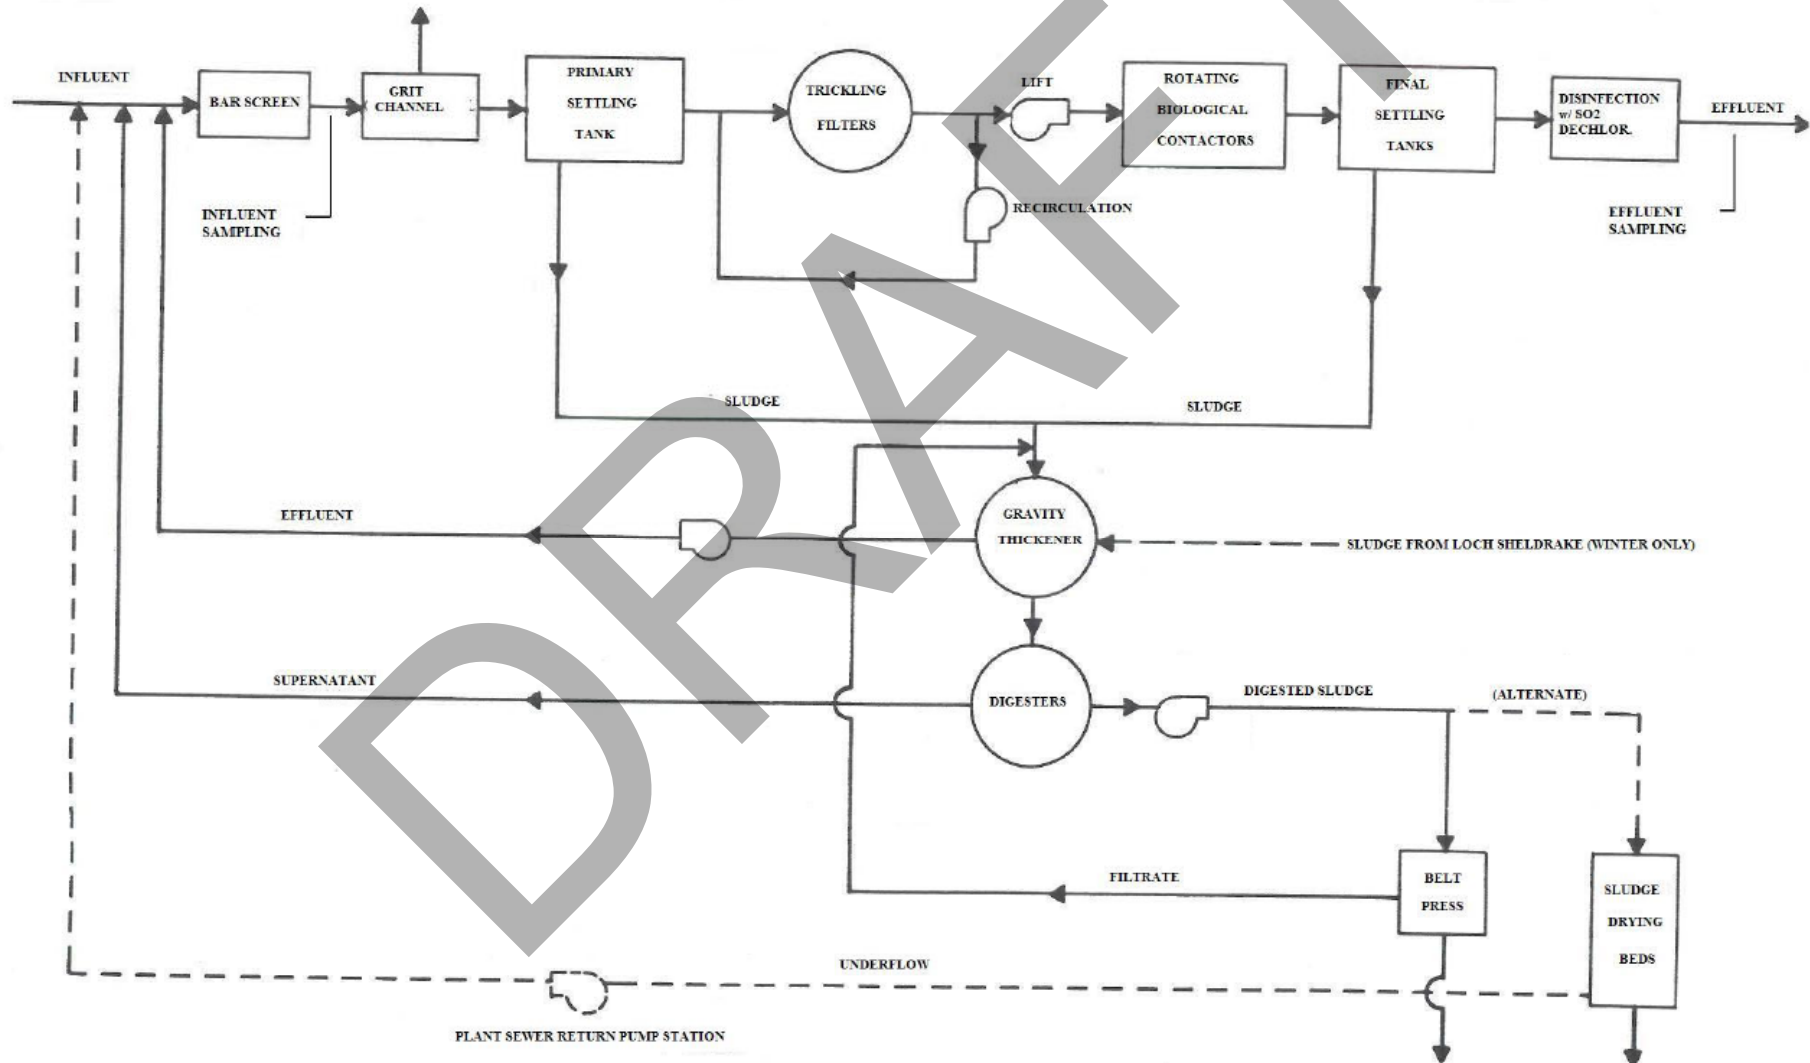 INFLUENT
BAR SCREEN
GRIT
CHANNEL
PRIMARY
SETTLING
TANK
TRICKLING
FILTERS
LIFT
ROTATING
BIOLOGICAL
CONTACTORS
FINAL
SETTLING
TANKS
DISINFECTION
w/ SO2
DECHLOR.
EFFLUENT
INFLUENT
SAMPLING
RECIRCULATION
EFFLUENT
SAMPLING
SLUDGE
SLUDGE
EFFLUENT
GRAVITY
THICKENER
SLUDGE FROM LOCH SHELDRAKE (WINTER ONLY)
SUPERNATANT
DIGESTERS
DIGESTED SLUDGE
(ALTERNATE)
FILTRATE
BELT
PRESS
SLUDGE
DRYING
BEDS
UNDERFLOW
PLANT SEWER RETURN PUMP STATION
DRAFT